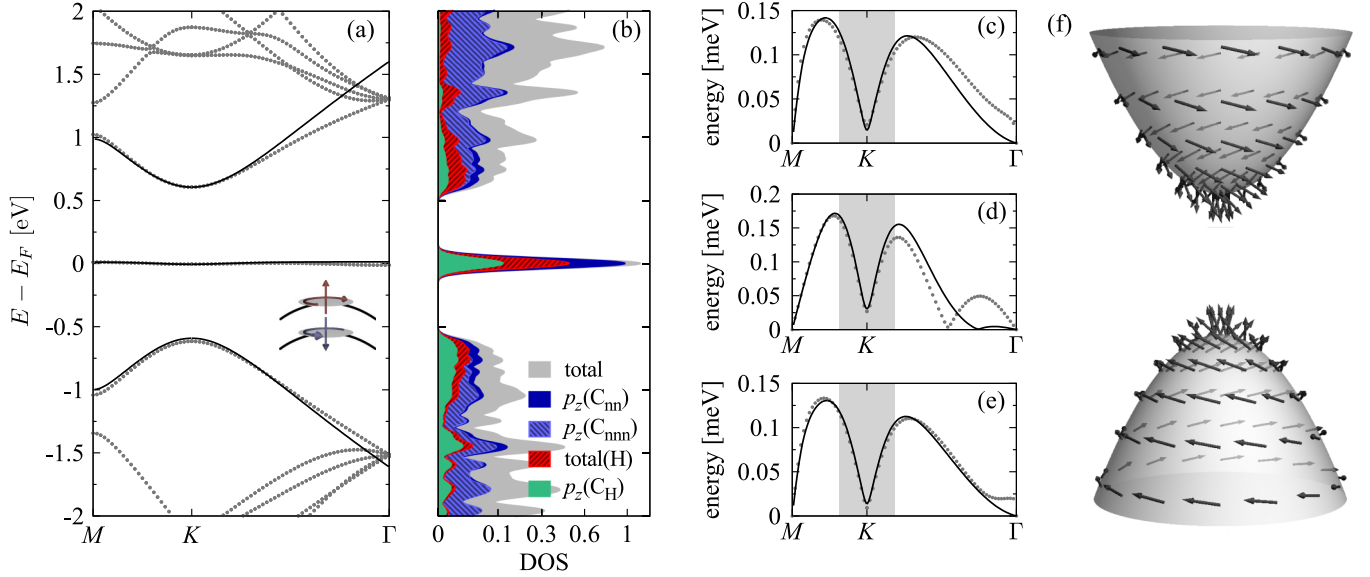 (a)
E − E_F [eV]
2
1.5
1
0.5
0
-0.5
-1
-1.5
-2
M K Γ
(b)
total
p_z(C_nn)
p_z(C_nnn)
total(H)
p_z(C_H)
0 0.1 0.3 0.6 1
DOS
(c)
energy [meV]
0.15
0.10
0.05
0
M K Γ
(d)
energy [meV]
0.2
0.15
0.10
0.05
0
M K Γ
(e)
energy [meV]
0.15
0.10
0.05
0
M K Γ
(f)